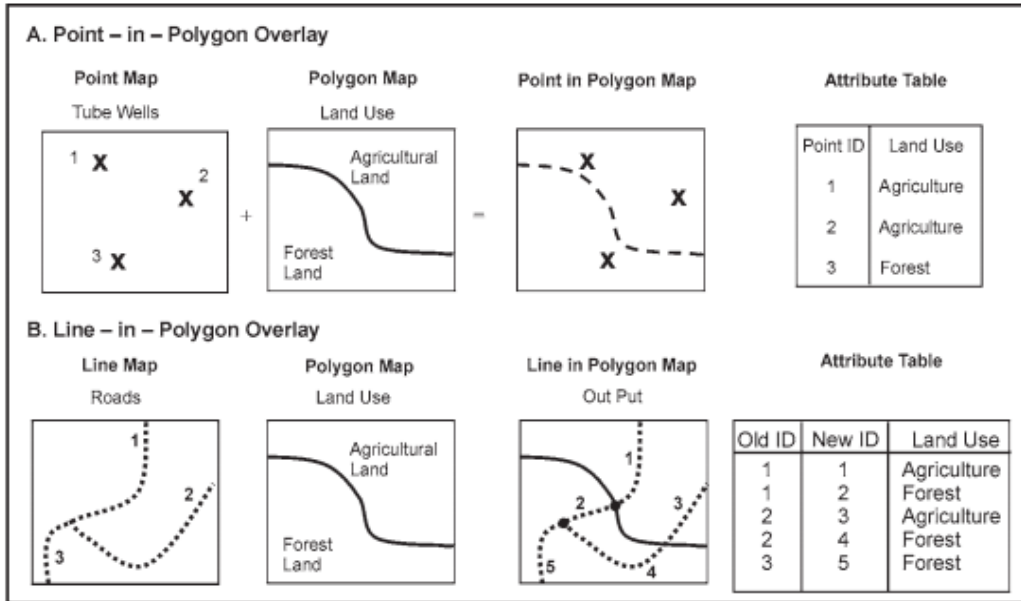 A. Point – in – Polygon Overlay
Point Map
Tube Wells
1 X
2
X
3 X
+
Polygon Map
Land Use
Agricultural
Land
Forest
Land
=
Point in Polygon Map
X
X
X
Attribute Table
Point ID Land Use
1 Agriculture
2 Agriculture
3 Forest
B. Line – in – Polygon Overlay
Line Map
Roads
1
2
3
Polygon Map
Land Use
Agricultural
Land
Forest
Land
Line in Polygon Map
Out Put
1
2
3
5
4
Attribute Table
Old ID New ID Land Use
1 1 Agriculture
1 2 Forest
2 3 Agriculture
2 4 Forest
3 5 Forest